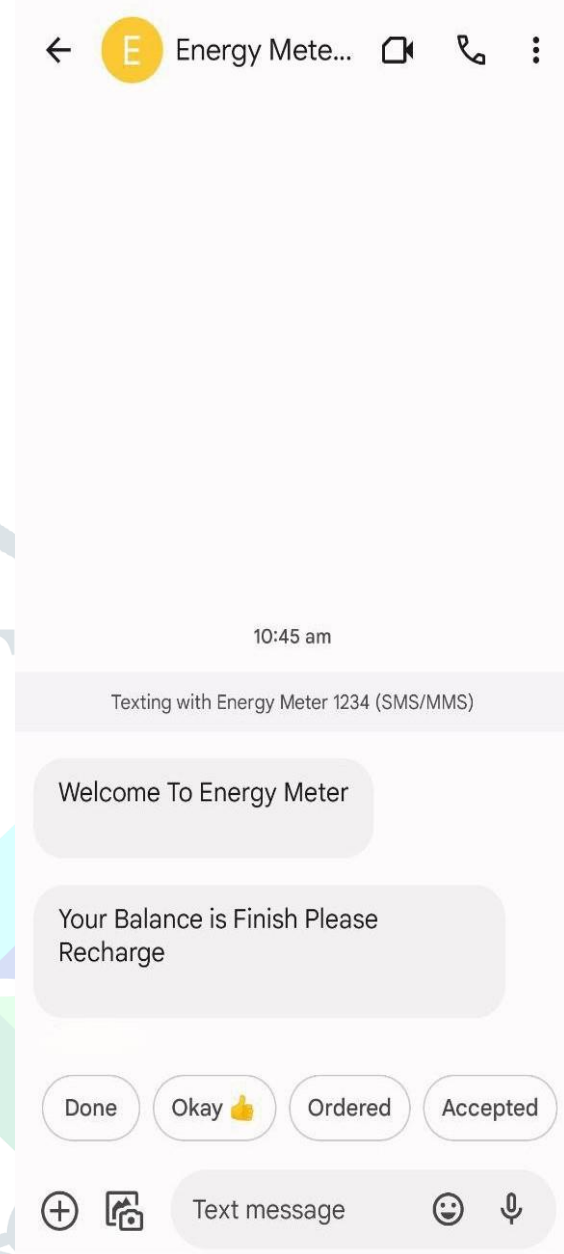 E
Energy Mete...
10:45 am
Texting with Energy Meter 1234 (SMS/MMS)
Welcome To Energy Meter
Your Balance is Finish Please
Recharge
Done Okay 👍 Ordered Accepted
Text message